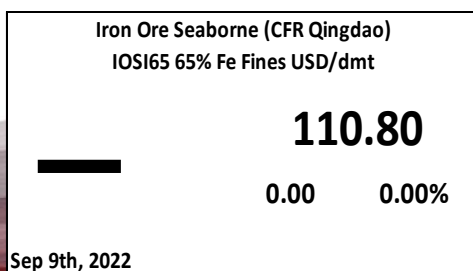 Iron Ore Seaborne (CFR Qingdao)
IOSI65 65% Fe Fines USD/dmt
110.80
0.00 0.00%
Sep 9th, 2022